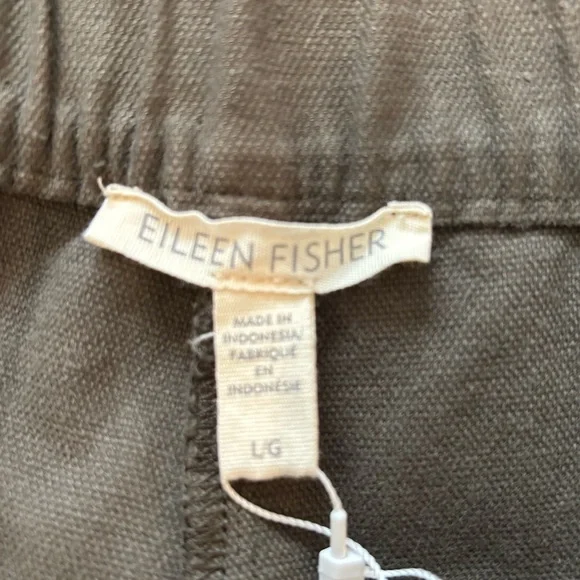 EILEEN FISHER
MADE IN
INDONESIA/
FABRIQUÉ
EN
INDONÉSIE
L/G